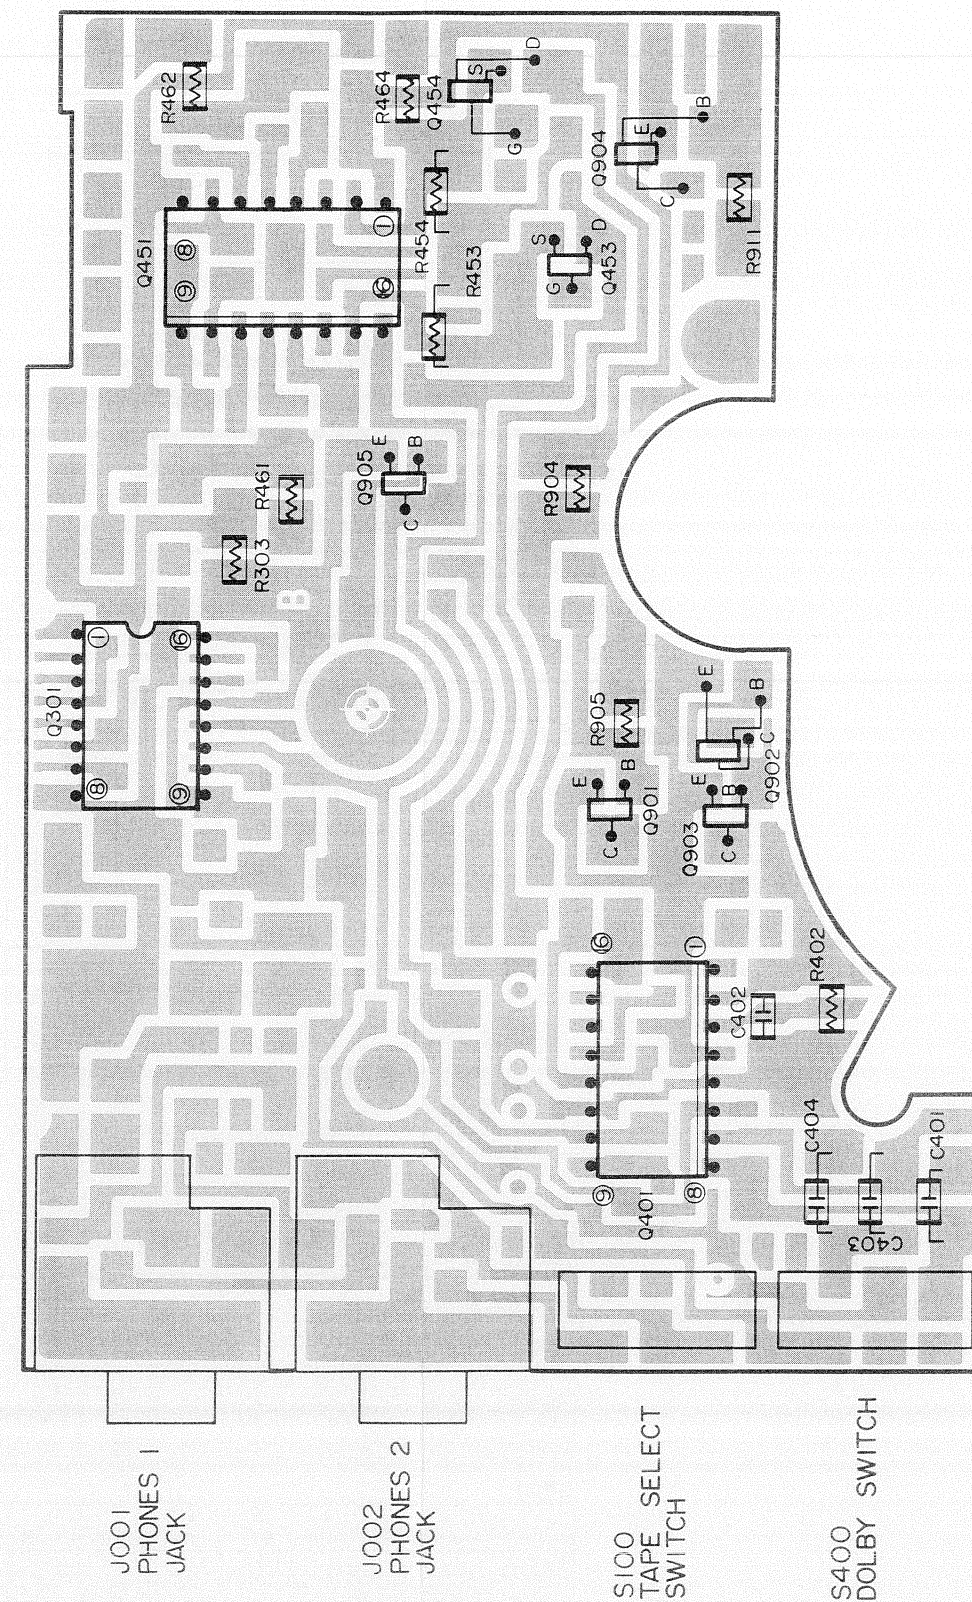 R462
R464
Q454
S
D
G
Q904
E
B
C
R911
Q451
8
1
9
16
R454
R453
S
D
G
Q453
Q905
E
B
C
R461
R303
R904
B
Q301
1
16
8
9
R905
E
B
C
Q901
E
B
C
Q902
E
B
C
Q903
16
1
9
8
Q401
C402
R402
C404
C403
C401
J001
PHONES 1
JACK
J002
PHONES 2
JACK
S100
TAPE SELECT
SWITCH
S400
DOLBY SWITCH